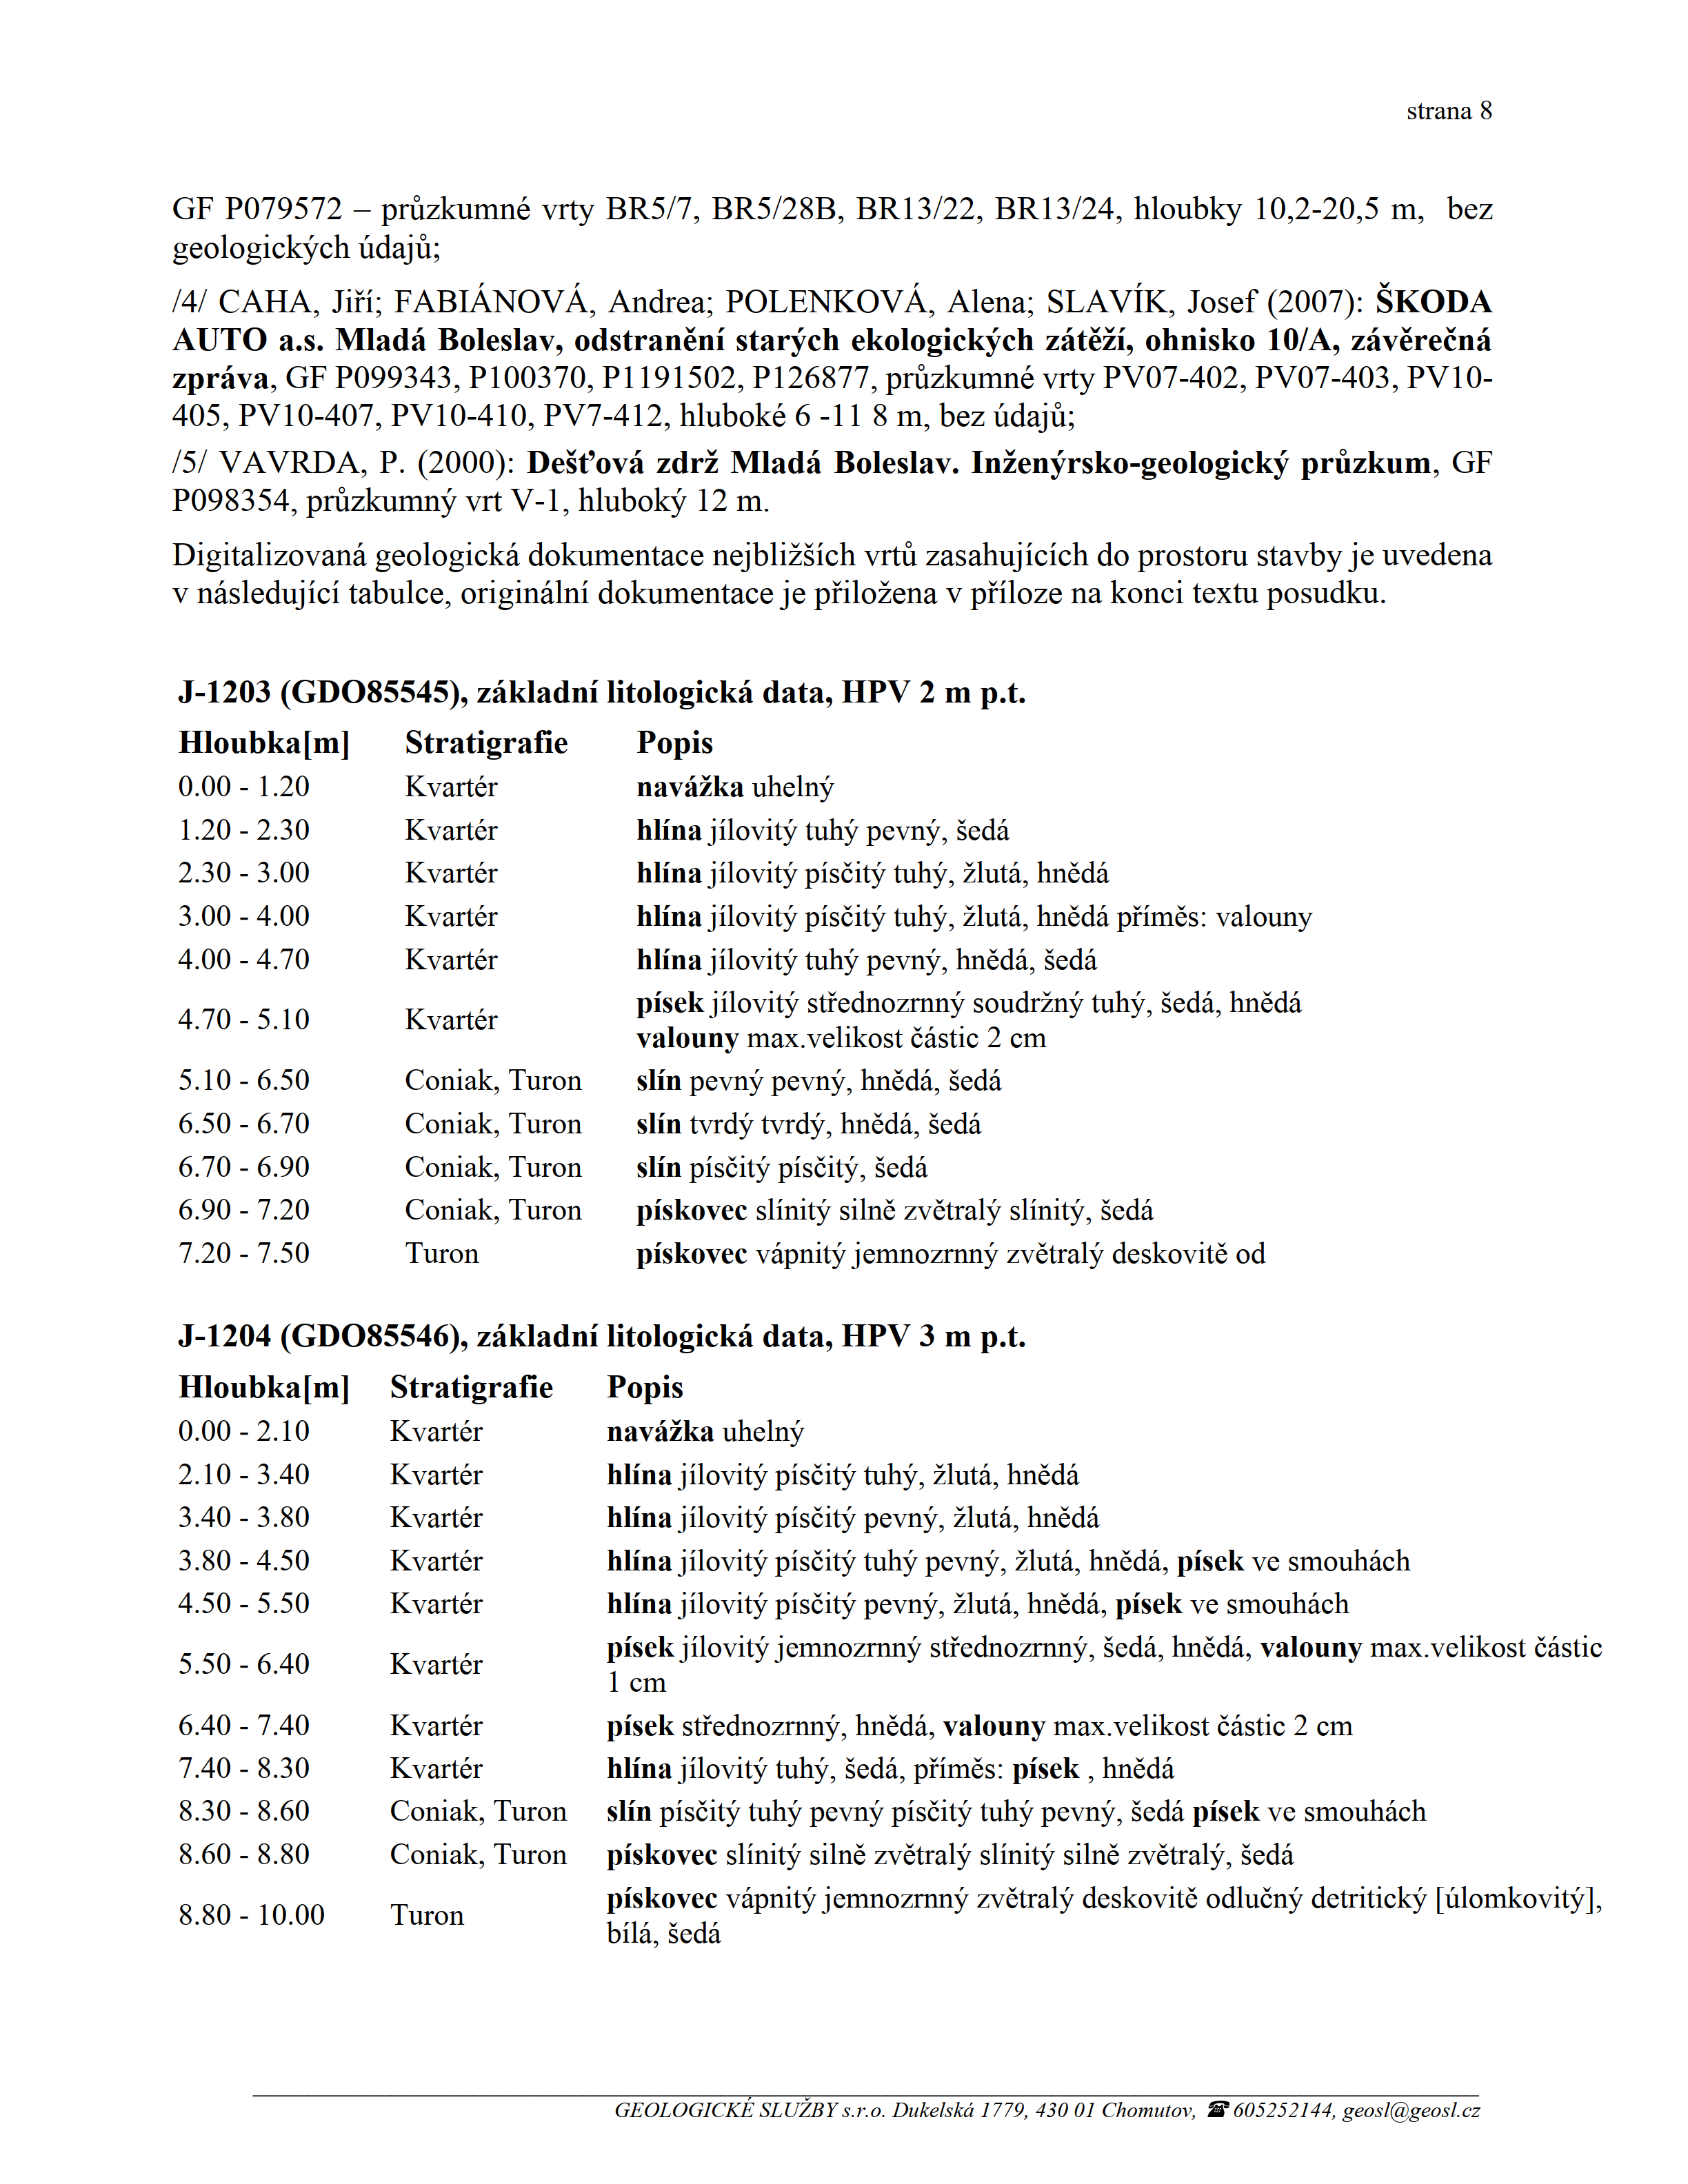 strana 8
GF P079572 – průzkumné vrty BR5/7, BR5/28B, BR13/22, BR13/24, hloubky 10,2-20,5 m, bez
geologických údajů;
/4/ CAHA, Jiří; FABIÁNOVÁ, Andrea; POLENKOVÁ, Alena; SLAVÍK, Josef (2007): ŠKODA
AUTO a.s. Mladá Boleslav, odstranění starých ekologických zátěží, ohnisko 10/A, závěrečná
zpráva, GF P099343, P100370, P1191502, P126877, průzkumné vrty PV07-402, PV07-403, PV10-
405, PV10-407, PV10-410, PV7-412, hluboké 6 -11 8 m, bez údajů;
/5/ VAVRDA, P. (2000): Dešťová zdrž Mladá Boleslav. Inženýrsko-geologický průzkum, GF
P098354, průzkumný vrt V-1, hluboký 12 m.
Digitalizovaná geologická dokumentace nejbližších vrtů zasahujících do prostoru stavby je uvedena
v následující tabulce, originální dokumentace je přiložena v příloze na konci textu posudku.
J-1203 (GDO85545), základní litologická data, HPV 2 m p.t.
Hloubka[m] Stratigrafie Popis
0.00 - 1.20 Kvartér navážka uhelný
1.20 - 2.30 Kvartér hlína jílovitý tuhý pevný, šedá
2.30 - 3.00 Kvartér hlína jílovitý písčitý tuhý, žlutá, hnědá
3.00 - 4.00 Kvartér hlína jílovitý písčitý tuhý, žlutá, hnědá příměs: valouny
4.00 - 4.70 Kvartér hlína jílovitý tuhý pevný, hnědá, šedá
4.70 - 5.10 Kvartér písek jílovitý střednozrnný soudržný tuhý, šedá, hnědá
valouny max.velikost částic 2 cm
5.10 - 6.50 Coniak, Turon slín pevný pevný, hnědá, šedá
6.50 - 6.70 Coniak, Turon slín tvrdý tvrdý, hnědá, šedá
6.70 - 6.90 Coniak, Turon slín písčitý písčitý, šedá
6.90 - 7.20 Coniak, Turon pískovec slínitý silně zvětralý slínitý, šedá
7.20 - 7.50 Turon pískovec vápnitý jemnozrnný zvětralý deskovitě od
J-1204 (GDO85546), základní litologická data, HPV 3 m p.t.
Hloubka[m] Stratigrafie Popis
0.00 - 2.10 Kvartér navážka uhelný
2.10 - 3.40 Kvartér hlína jílovitý písčitý tuhý, žlutá, hnědá
3.40 - 3.80 Kvartér hlína jílovitý písčitý pevný, žlutá, hnědá
3.80 - 4.50 Kvartér hlína jílovitý písčitý tuhý pevný, žlutá, hnědá, písek ve smouhách
4.50 - 5.50 Kvartér hlína jílovitý písčitý pevný, žlutá, hnědá, písek ve smouhách
5.50 - 6.40 Kvartér písek jílovitý jemnozrnný střednozrnný, šedá, hnědá, valouny max.velikost částic
1 cm
6.40 - 7.40 Kvartér písek střednozrnný, hnědá, valouny max.velikost částic 2 cm
7.40 - 8.30 Kvartér hlína jílovitý tuhý, šedá, příměs: písek , hnědá
8.30 - 8.60 Coniak, Turon slín písčitý tuhý pevný písčitý tuhý pevný, šedá písek ve smouhách
8.60 - 8.80 Coniak, Turon pískovec slínitý silně zvětralý slínitý silně zvětralý, šedá
8.80 - 10.00 Turon pískovec vápnitý jemnozrnný zvětralý deskovitě odlučný detritický [úlomkovitý],
bílá, šedá
GEOLOGICKÉ SLUŽBY s.r.o. Dukelská 1779, 430 01 Chomutov, ☎ 605252144, geosl@geosl.cz